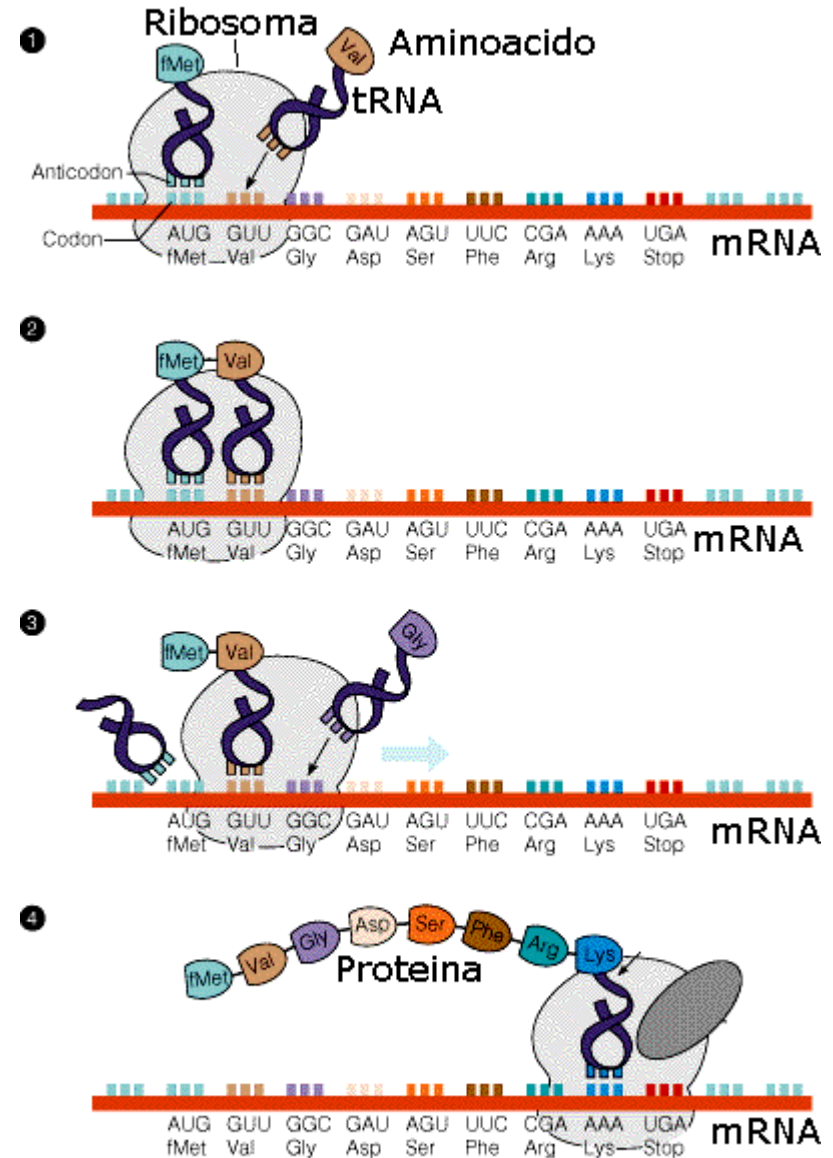 1
Ribosoma
fMet
Val
Aminoacido
tRNA
Anticodon
Codon
AUG GUU GGC GAU AGU UUC CGA AAA UGA
mRNA
fMet Val Gly Asp Ser Phe Arg Lys Stop
2
fMet Val
AUG GUU GGC GAU AGU UUC CGA AAA UGA
mRNA
fMet Val Gly Asp Ser Phe Arg Lys Stop
3
fMet Val
Gly
AUG GUU GGC GAU AGU UUC CGA AAA UGA
mRNA
fMet Val Gly Asp Ser Phe Arg Lys Stop
4
fMet Val Gly Asp Ser Phe Arg Lys
Proteina
AUG GUU GGC GAU AGU UUC CGA AAA UGA
mRNA
fMet Val Gly Asp Ser Phe Arg Lys Stop